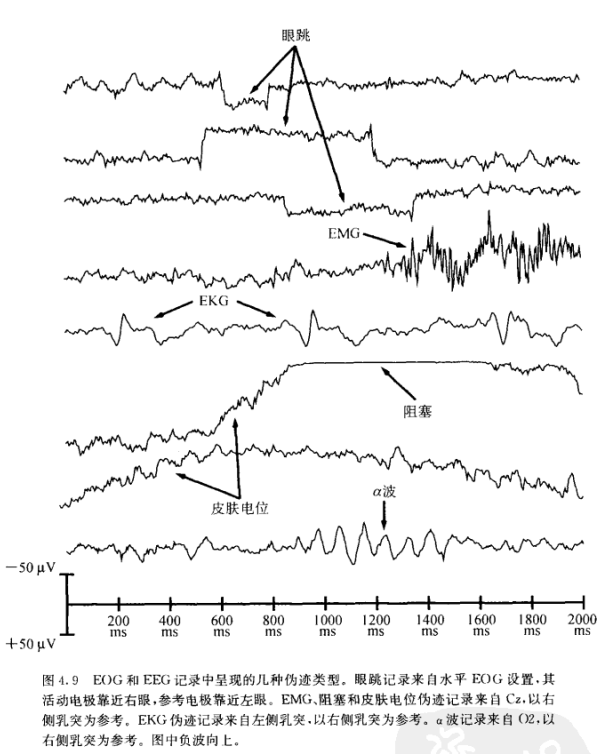 眼跳
EMG
EKG
阻塞
皮肤电位
α波
−50 μV
+50 μV
200 ms
400 ms
600 ms
800 ms
1000 ms
1200 ms
1400 ms
1600 ms
1800 ms
2000 ms
图 4.9 EOG 和 EEG 记录中呈现的几种伪迹类型。眼跳记录来自水平 EOG 设置，其
活动电极靠近右眼，参考电极靠近左眼。EMG、阻塞和皮肤电位伪迹记录来自 Cz，以右
侧乳突为参考。EKG 伪迹记录来自左侧乳突，以右侧乳突为参考。α波记录来自 O2，以
右侧乳突为参考。图中负波向上。